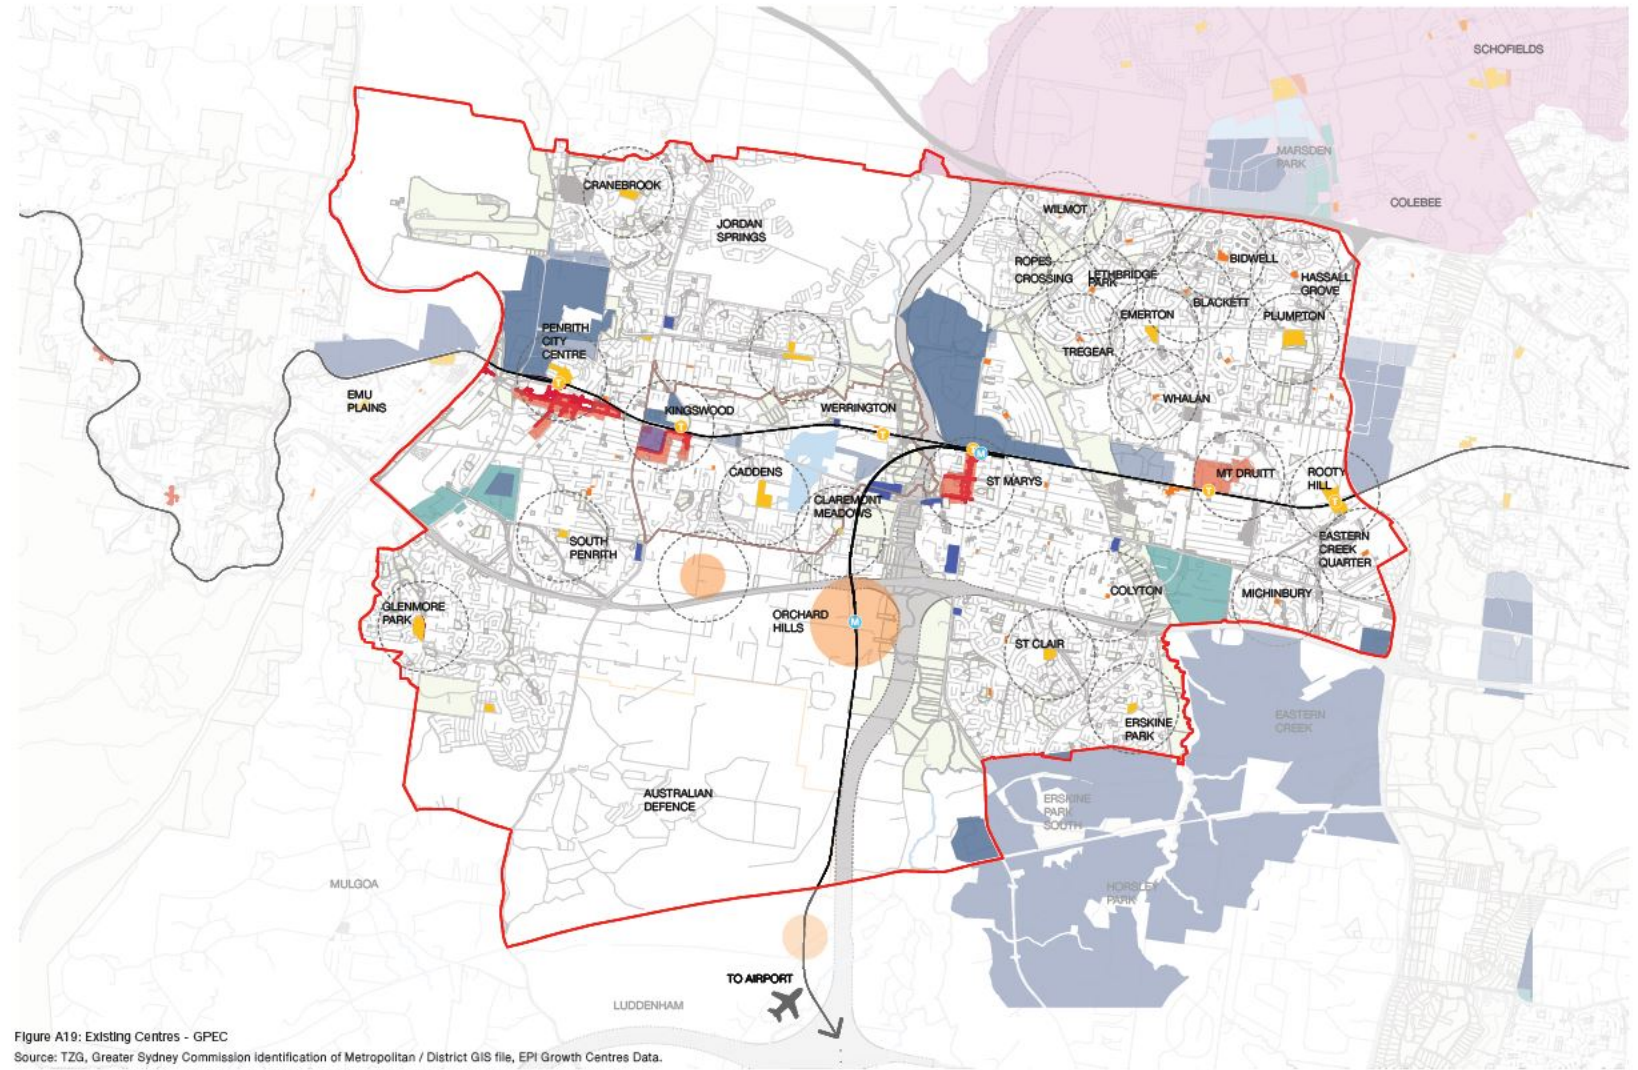 SCHOFIELDS
MARSDEN
PARK
COLEBEE
CRANEBROOK
JORDAN
SPRINGS
WILMOT
ROPES
CROSSING
LETHBRIDGE
PARK
BIDWELL
HASSALL
GROVE
BLACKETT
EMERTON
PLUMPTON
TREGEAR
WHALAN
PENRITH
CITY
CENTRE
EMU
PLAINS
KINGSWOOD
WERRINGTON
T
T
T
T
M
T
T
CADDENS
CLAREMONT
MEADOWS
ST MARYS
MT DRUITT
ROOTY
HILL
EASTERN
CREEK
QUARTER
SOUTH
PENRITH
GLENMORE
PARK
ORCHARD
HILLS
M
COLYTON
MICHINBURY
ST CLAIR
ERSKINE
PARK
EASTERN
CREEK
AUSTRALIAN
DEFENCE
ERSKINE
PARK
SOUTH
MULGOA
HORSLEY
PARK
TO AIRPORT
LUDDENHAM
Figure A19: Existing Centres - GPEC
Source: TZG, Greater Sydney Commission identification of Metropolitan / District GIS file, EPI Growth Centres Data.